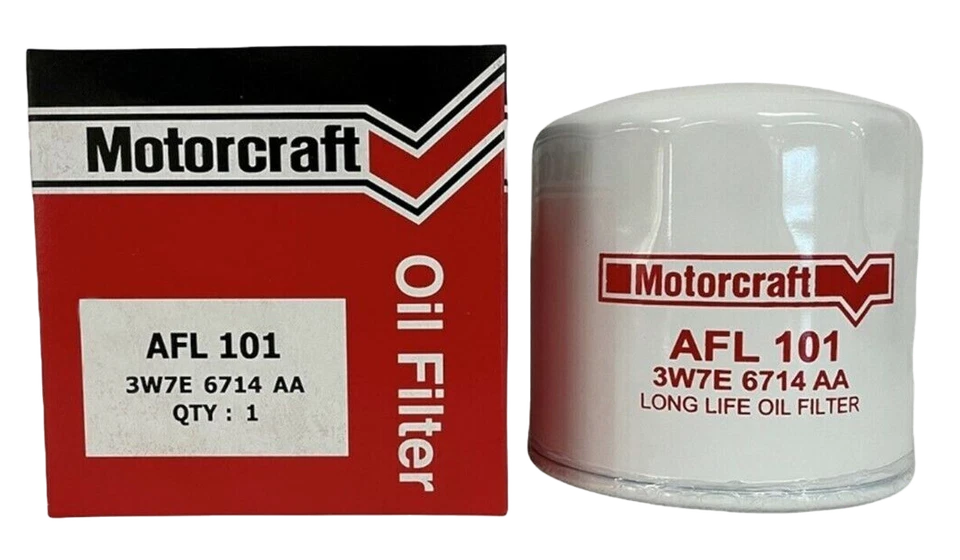 Motorcraft
Oil Filter
AFL 101
3W7E 6714 AA
QTY : 1
Motorcraft
AFL 101
3W7E 6714 AA
LONG LIFE OIL FILTER